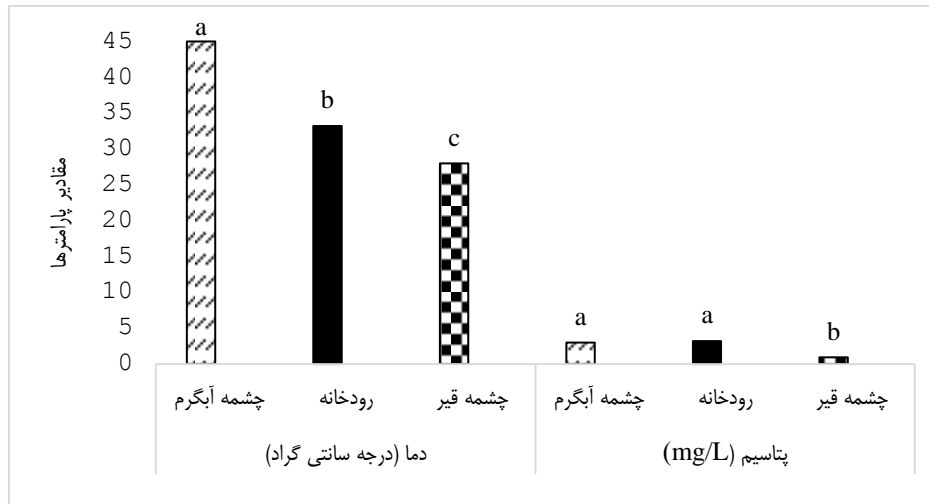 مقادیر پارامترها
45
40
35
30
25
20
15
10
5
0
a
b
c
a
a
b
چشمه آبگرم
رودخانه
چشمه قیر
چشمه آبگرم
رودخانه
چشمه قیر
دما (درجه سانتی گراد)
پتاسیم (mg/L)